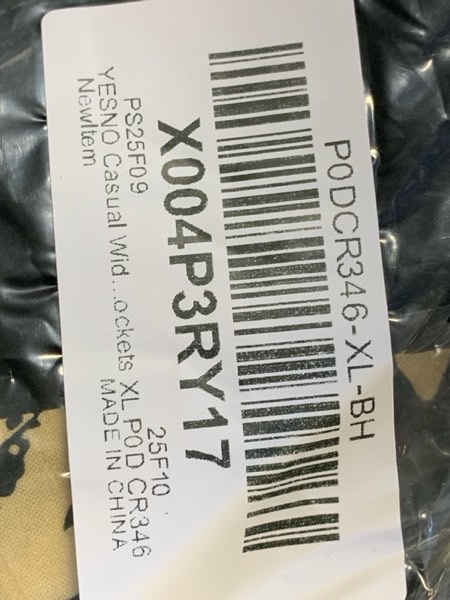 P0DCR346-XL-BH
X004P3RY17
PS25F09 25F10
YESNO Casual Wid...ockets XL P0D CR346
NewItem MADE IN CHINA